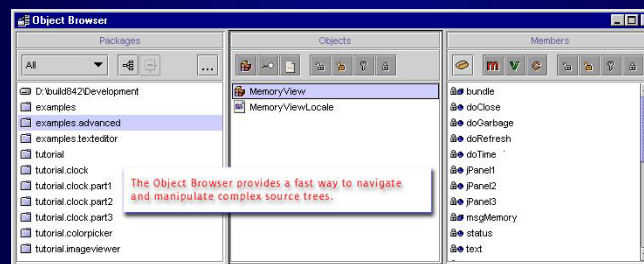 Object Browser
Packages
Objects
Members
All
...
D:\build842\Development
examples
examples.advanced
examples.texteditor
tutorial
tutorial.clock
tutorial.clock.part1
tutorial.clock.part2
tutorial.clock.part3
tutorial.colorpicker
tutorial.imageviewer
MemoryView
MemoryViewLocale
The Object Browser provides a fast way to navigate
and manipulate complex source trees.
m v c
bundle
doClose
doGarbage
doRefresh
doTime
jPanel1
jPanel2
jPanel3
msgMemory
status
text